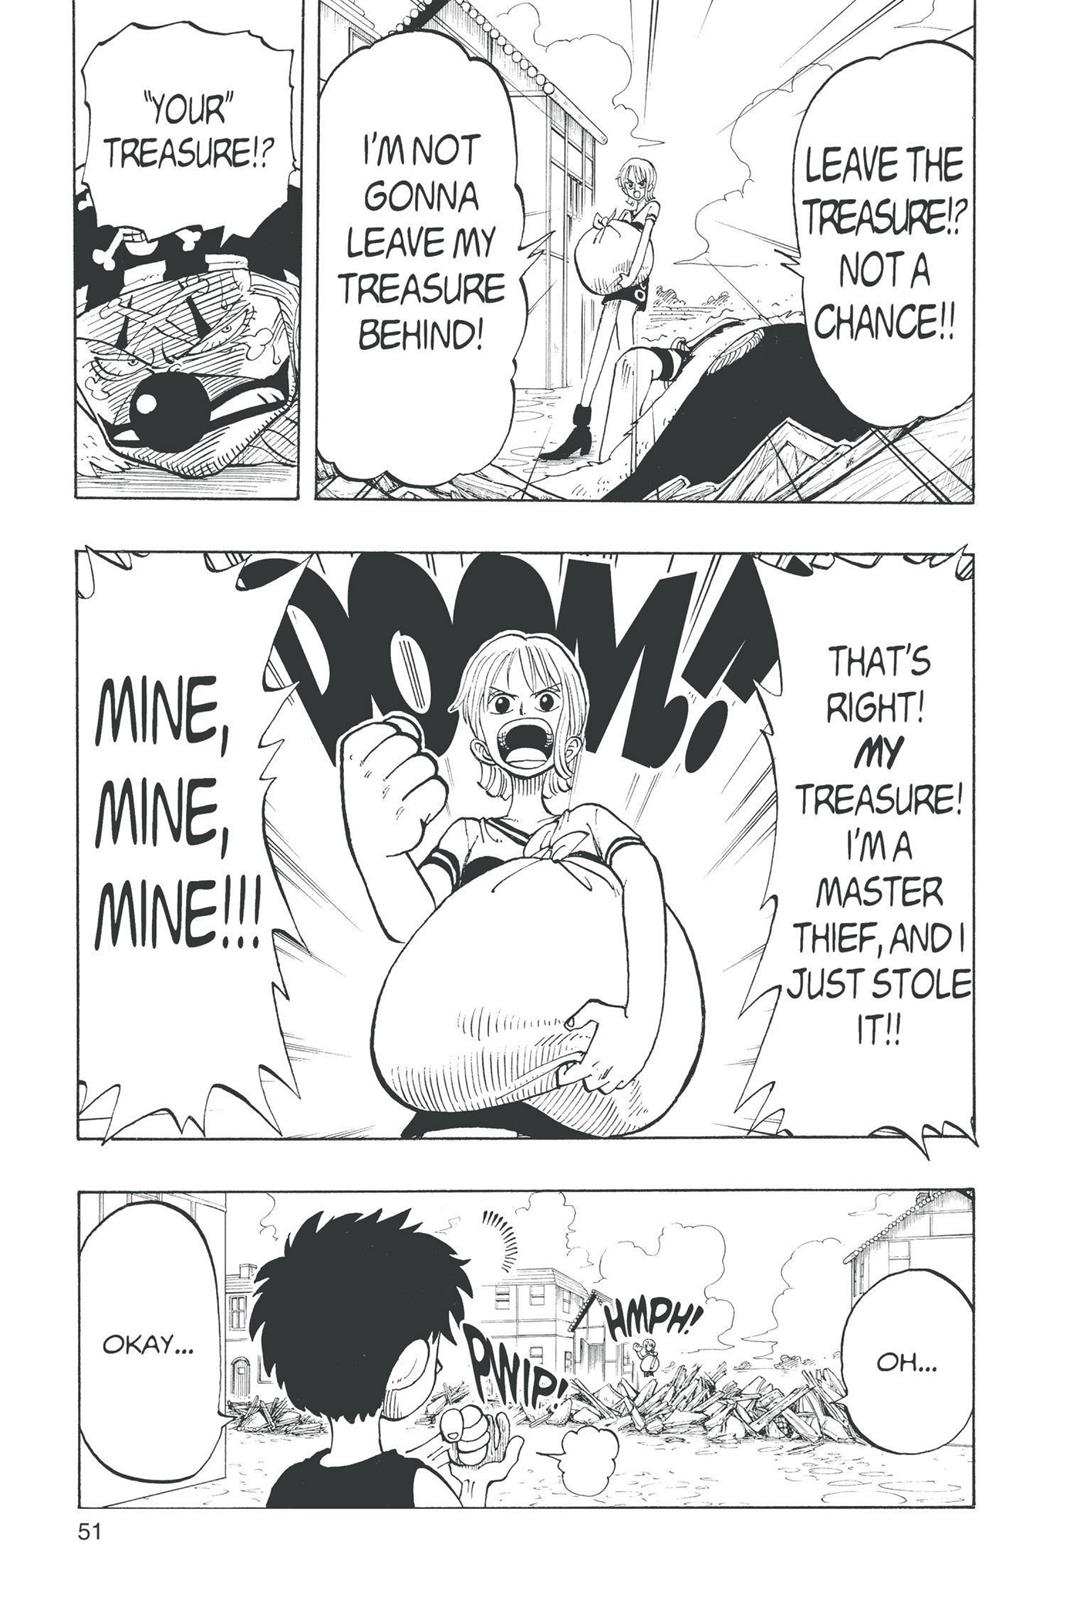 LEAVE THE
TREASURE!?
NOT A
CHANCE!!
I'M NOT
GONNA
LEAVE MY
TREASURE
BEHIND!
"YOUR"
TREASURE!?
THAT'S
RIGHT!
MY
TREASURE!
I'M A
MASTER
THIEF, AND I
JUST STOLE
IT!!
DOOM!!
MINE,
MINE,
MINE!!!
OH...
HMPH!
PWIP!
OKAY...
51